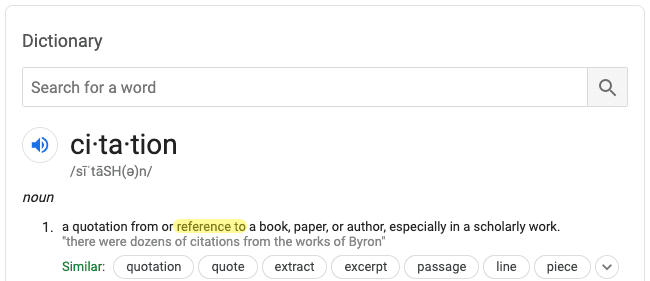 Dictionary
Search for a word
ci·ta·tion
/sīˈtāSH(ə)n/
noun
1. a quotation from or reference to a book, paper, or author, especially in a scholarly work.
"there were dozens of citations from the works of Byron"
Similar: quotation quote extract excerpt passage line piece